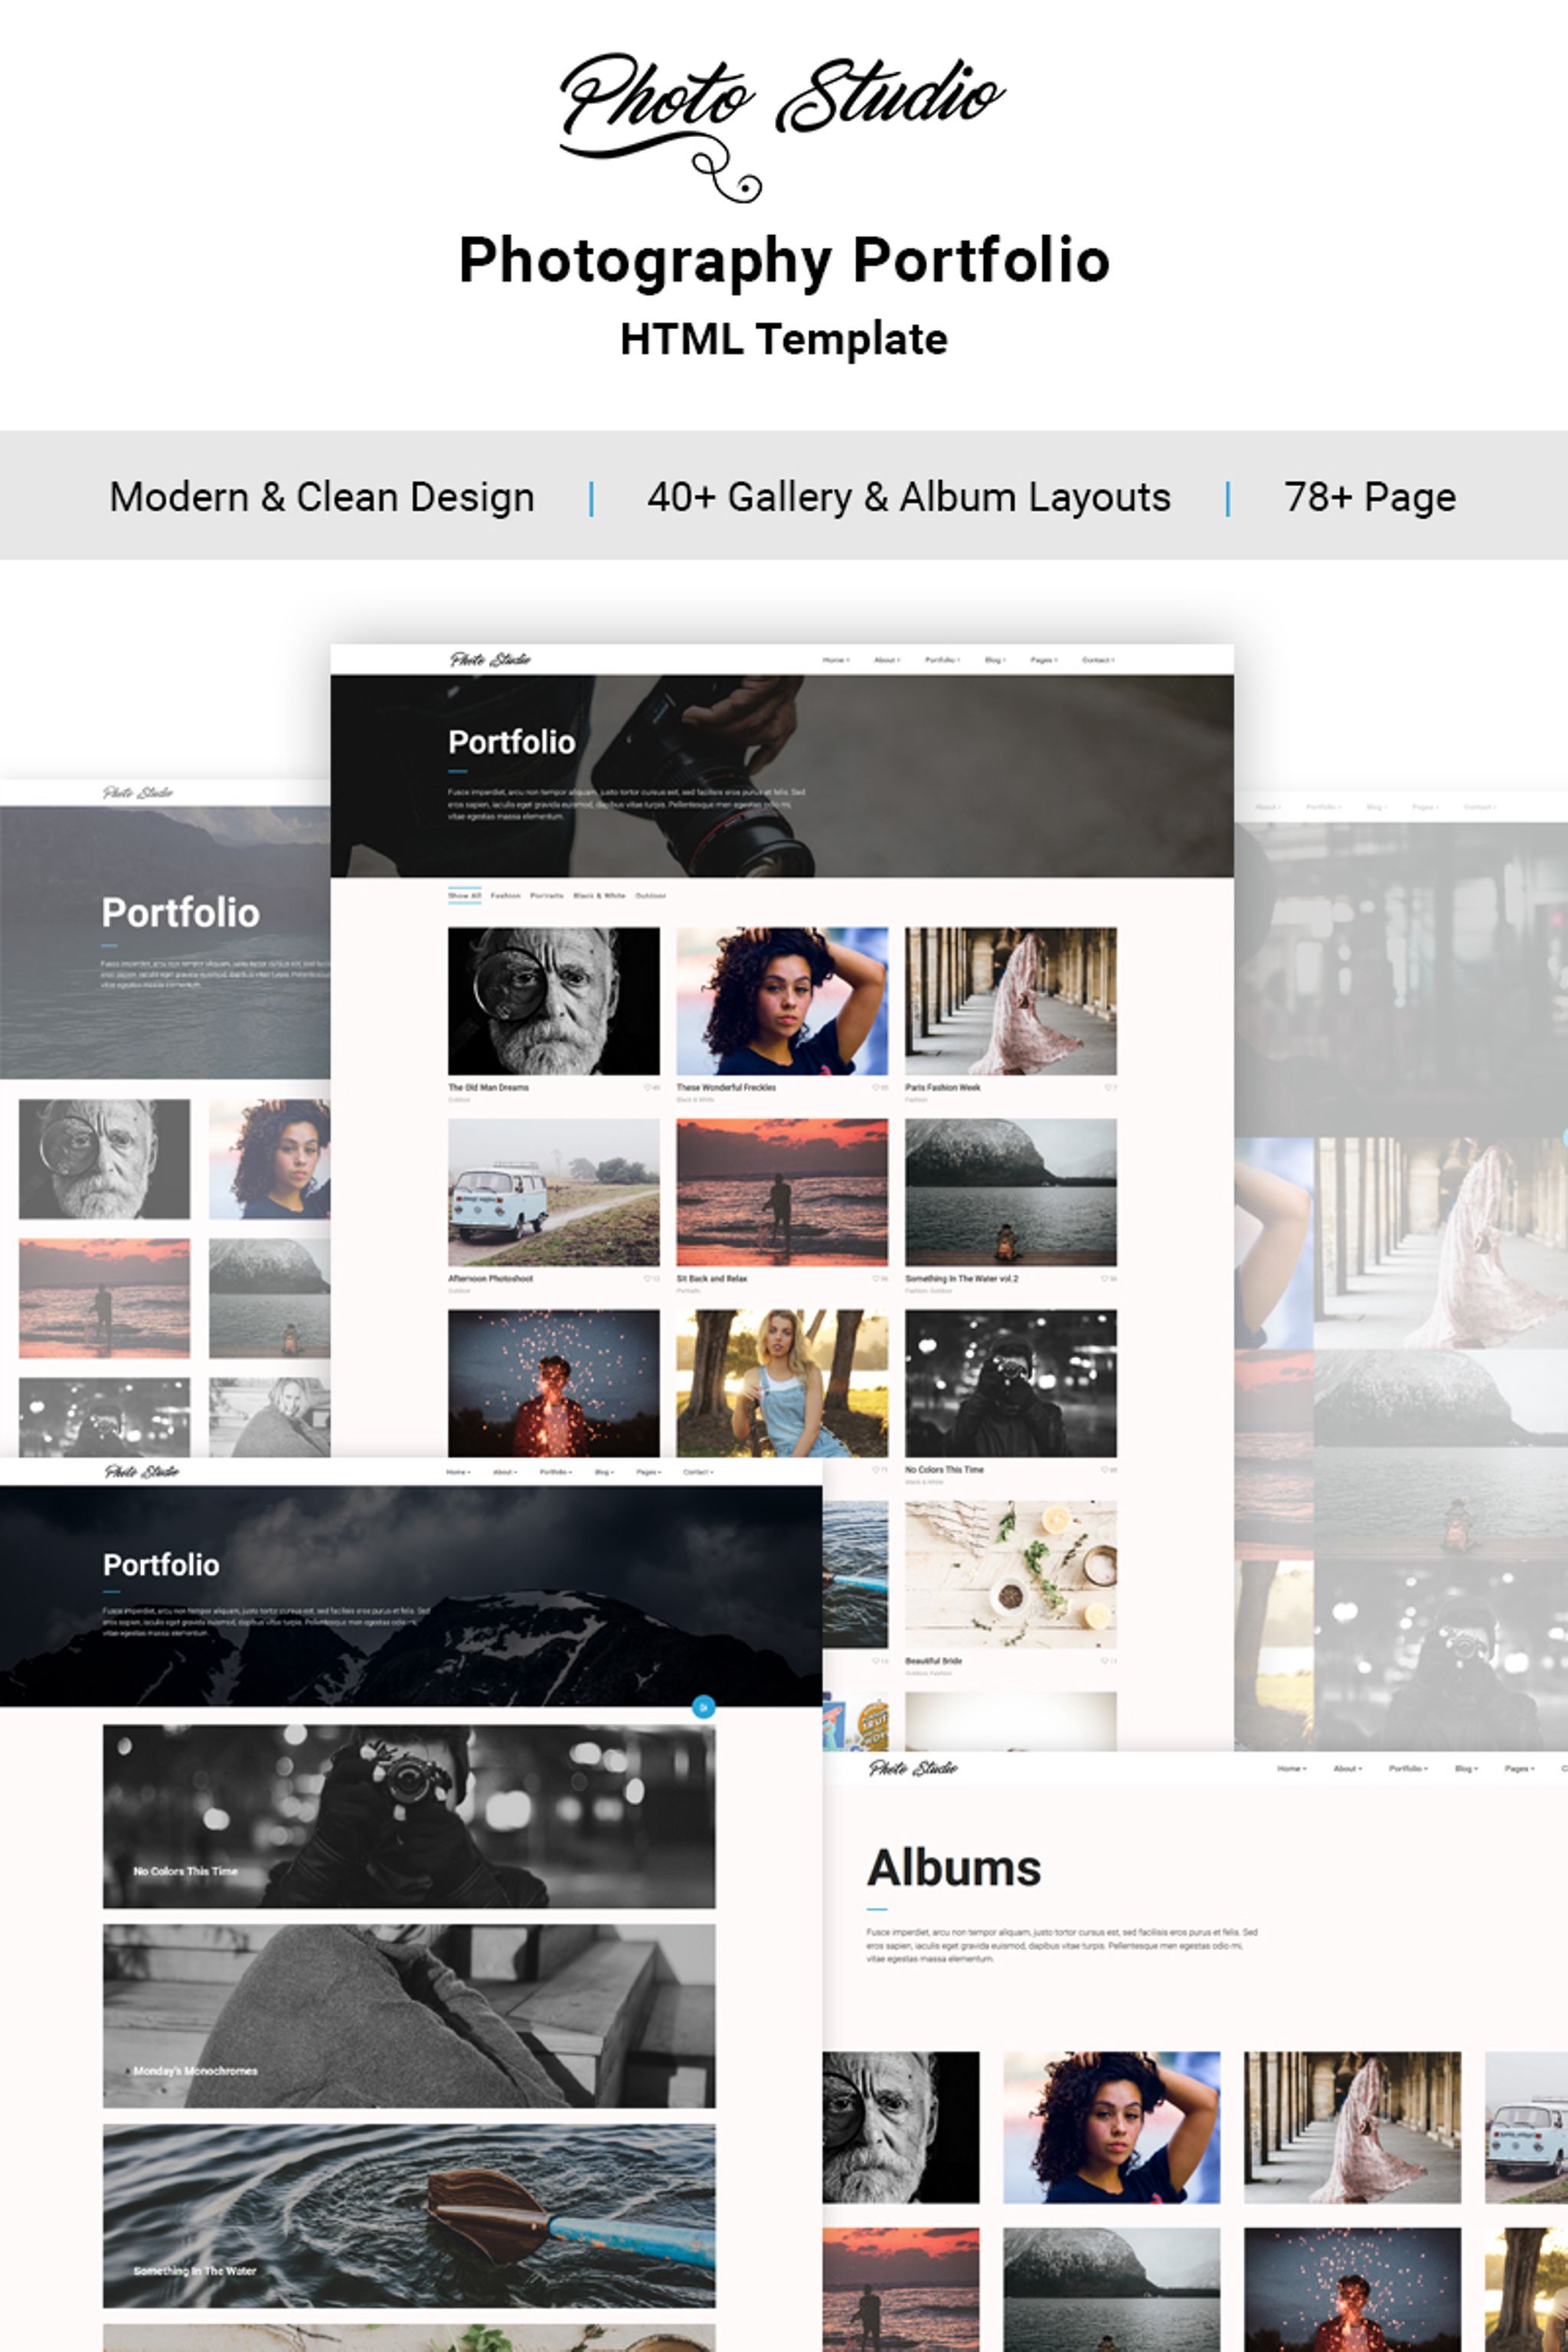 Photo Studio
Photography Portfolio
HTML Template
Modern & Clean Design | 40+ Gallery & Album Layouts | 78+ Page
Photo Studio
Home About Portfolio Blog Pages Contact
Portfolio
Fusce imperdiet, arcu non tempor aliquam, justo tortor cursus est, sed facilisis eros purus et felis. Sed
eros sapien, iaculis eget gravida euismod, dapibus vitae turpis. Pellentesque men egestas odio mi,
vitae egestas massa elementum.
Show All Fashion Portraits Black & White Outdoor
The Old Man Dreams
Outdoor
These Wonderful Freckles
Black & White
Paris Fashion Week
Fashion
Afternoon Photoshoot
Outdoor
Sit Back and Relax
Portraits
Something In The Water vol.2
Fashion, Outdoor
No Colors This Time
Black & White
Beautiful Bride
Outdoor, Fashion
Photo Studio
Portfolio
Fusce imperdiet, arcu non tempor aliquam, justo tortor cursus est, sed
eros sapien, iaculis eget gravida euismod, dapibus vitae turpis.
vitae egestas massa elementum.
About Portfolio Blog Pages Contact
Photo Studio
Home About Portfolio Blog Pages Contact
Portfolio
Fusce imperdiet, arcu non tempor aliquam, justo tortor cursus est, sed facilisis eros purus et felis. Sed
eros sapien, iaculis eget gravida euismod, dapibus vitae turpis. Pellentesque men egestas odio mi,
vitae egestas massa elementum.
No Colors This Time
Monday's Monochromes
Something In The Water
Photo Studio
Home About Portfolio Blog Pages
Albums
Fusce imperdiet, arcu non tempor aliquam, justo tortor cursus est, sed facilisis eros purus et felis. Sed
eros sapien, iaculis eget gravida euismod, dapibus vitae turpis. Pellentesque men egestas odio mi,
vitae egestas massa elementum.